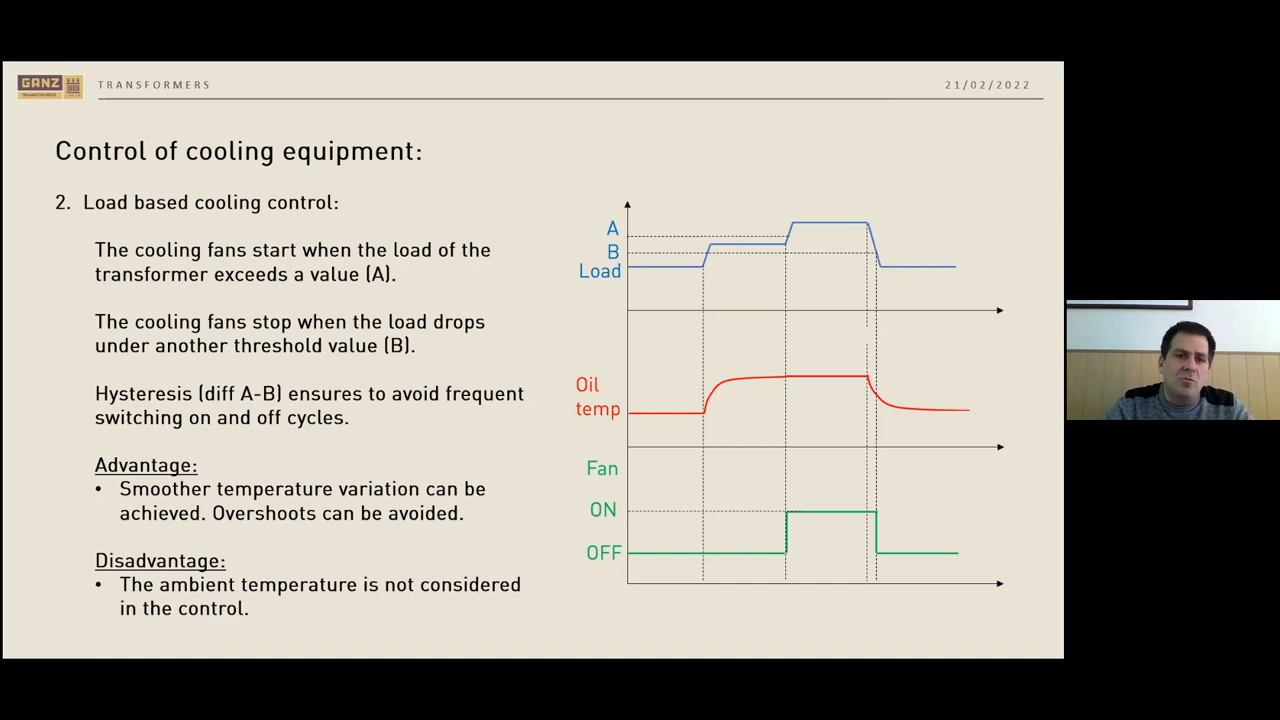 GANZ
TRANSFORMERS
21/02/2022
Control of cooling equipment:
2. Load based cooling control:
The cooling fans start when the load of the
transformer exceeds a value (A).
The cooling fans stop when the load drops
under another threshold value (B).
Hysteresis (diff A-B) ensures to avoid frequent
switching on and off cycles.
Advantage:
• Smoother temperature variation can be
achieved. Overshoots can be avoided.
Disadvantage:
• The ambient temperature is not considered
in the control.
A
B
Load
Oil
temp
Fan
ON
OFF